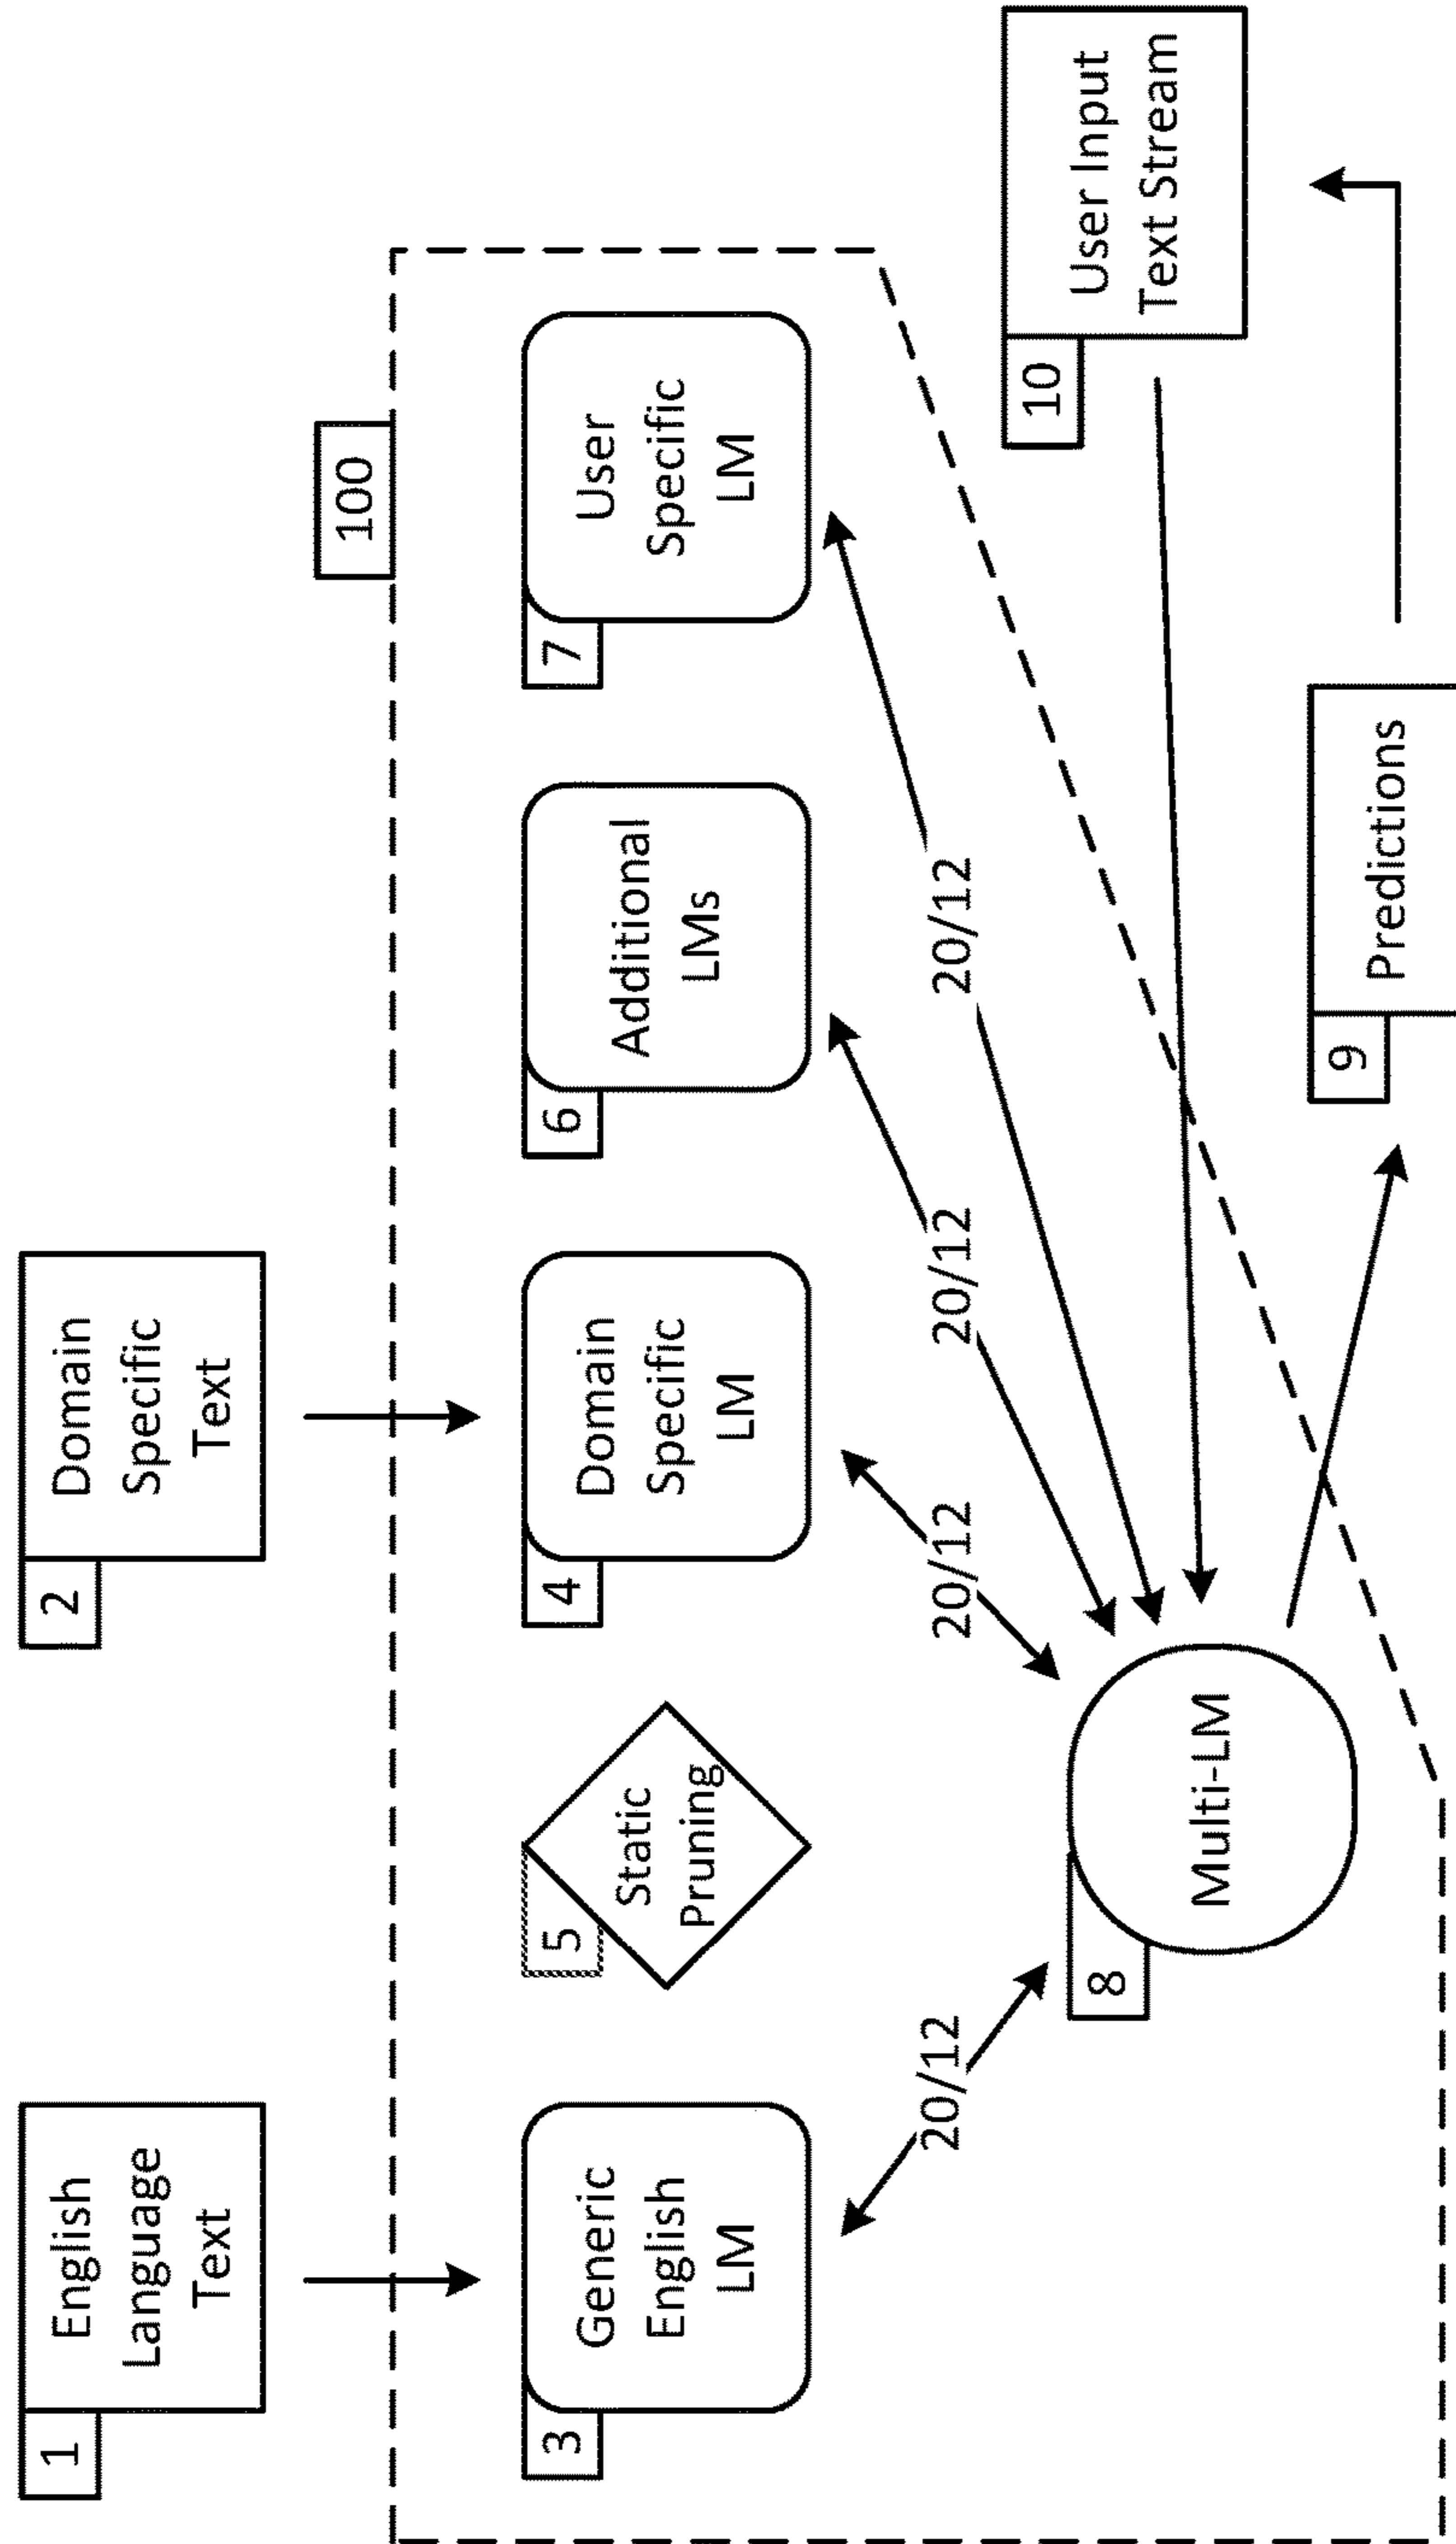 1
English
Language
Text
2
Domain
Specific
Text
100
3
Generic
English
LM
5
Static
Pruning
4
Domain
Specific
LM
6
Additional
LMs
7
User
Specific
LM
20/12
20/12
20/12
20/12
8
Multi-LM
10
User Input
Text Stream
9
Predictions